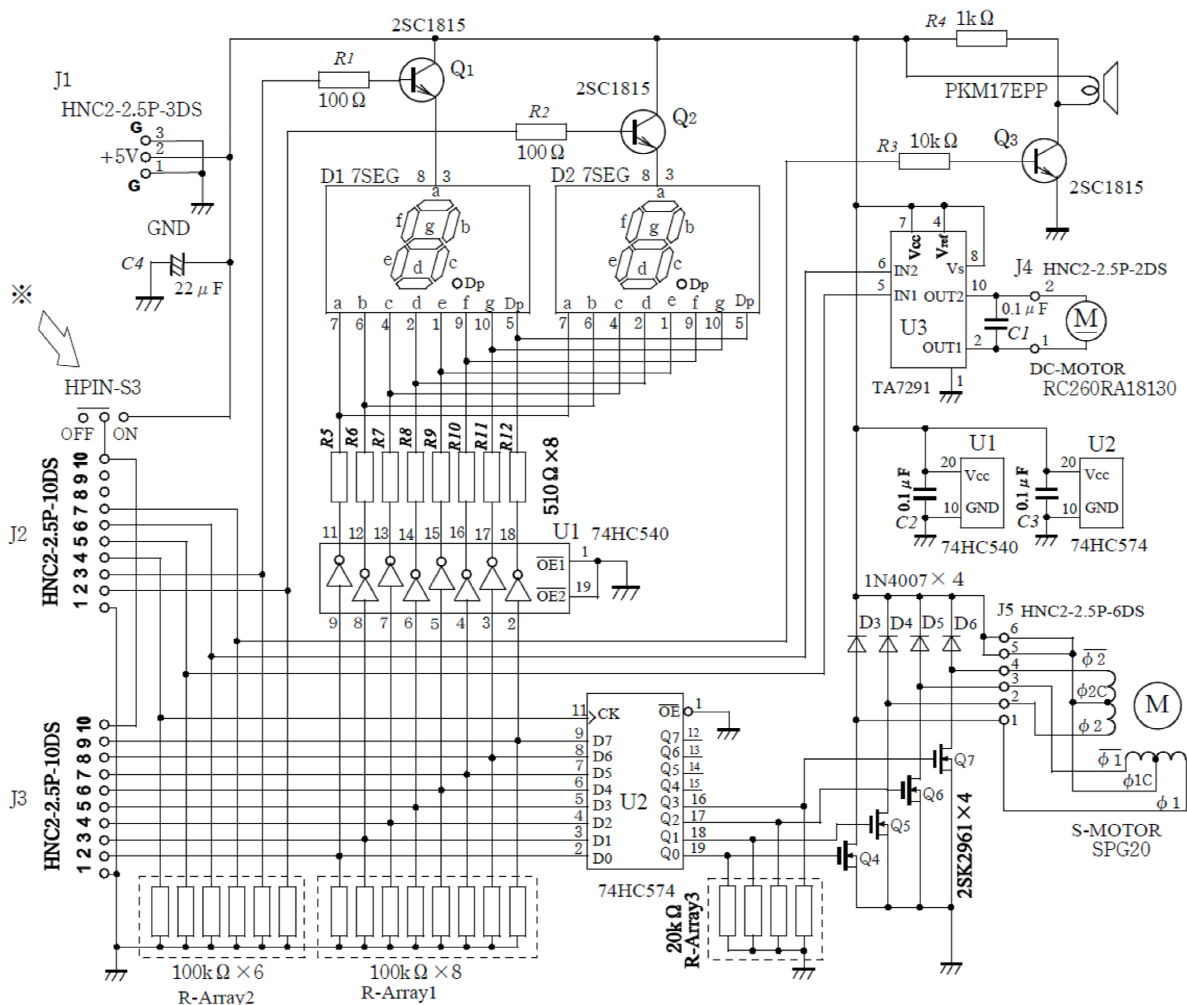 2SC1815
R1
100Ω
Q1
R4
1kΩ
PKM17EPP
J1
HNC2-2.5P-3DS
G
3
+5V
2
1
G
GND
C4
22μF
2SC1815
R2
100Ω
Q2
R3
10kΩ
Q3
2SC1815
D1 7SEG
8
3
a
f
g
b
e
d
c
Dp
a b c d e f g Dp
7 6 4 2 1 9 10 5
D2 7SEG
8
3
a
f
g
b
e
d
c
Dp
a b c d e f g Dp
7 6 4 2 1 9 10 5
7
4
Vcc
Vref
6
IN2
Vs
8
5
IN1
OUT2
10
U3
OUT1
2
1
TA7291
J4
HNC2-2.5P-2DS
2
0.1μF
C1
M
1
DC-MOTOR
RC260RA18130
※
HPIN-S3
OFF
ON
J2
HNC2-2.5P-10DS
1 2 3 4 5 6 7 8 9 10
R5 R6 R7 R8 R9 R10 R11 R12
510Ω×8
11 12 13 14 15 16 17 18
U1
74HC540
OE1
1
OE2
19
9 8 7 6 5 4 3 2
U1
20
Vcc
0.1μF
C2
10
GND
74HC540
U2
20
Vcc
0.1μF
C3
10
GND
74HC574
1N4007×4
D3 D4 D5 D6
J5
HNC2-2.5P-6DS
6
5
4
3
2
1
φ2
φ2C
φ2
M
φ1
φ1C
φ1
S-MOTOR
SPG20
J3
HNC2-2.5P-10DS
1 2 3 4 5 6 7 8 9 10
11
CK
OE
1
9 D7
8 D6
7 D5
6 D4
5 D3
4 D2
3 D1
2 D0
U2
Q7 12
Q6 13
Q5 14
Q4 15
Q3 16
Q2 17
Q1 18
Q0 19
74HC574
Q7
Q6
Q5
Q4
2SK2961×4
20kΩ
R-Array3
100kΩ×6
R-Array2
100kΩ×8
R-Array1